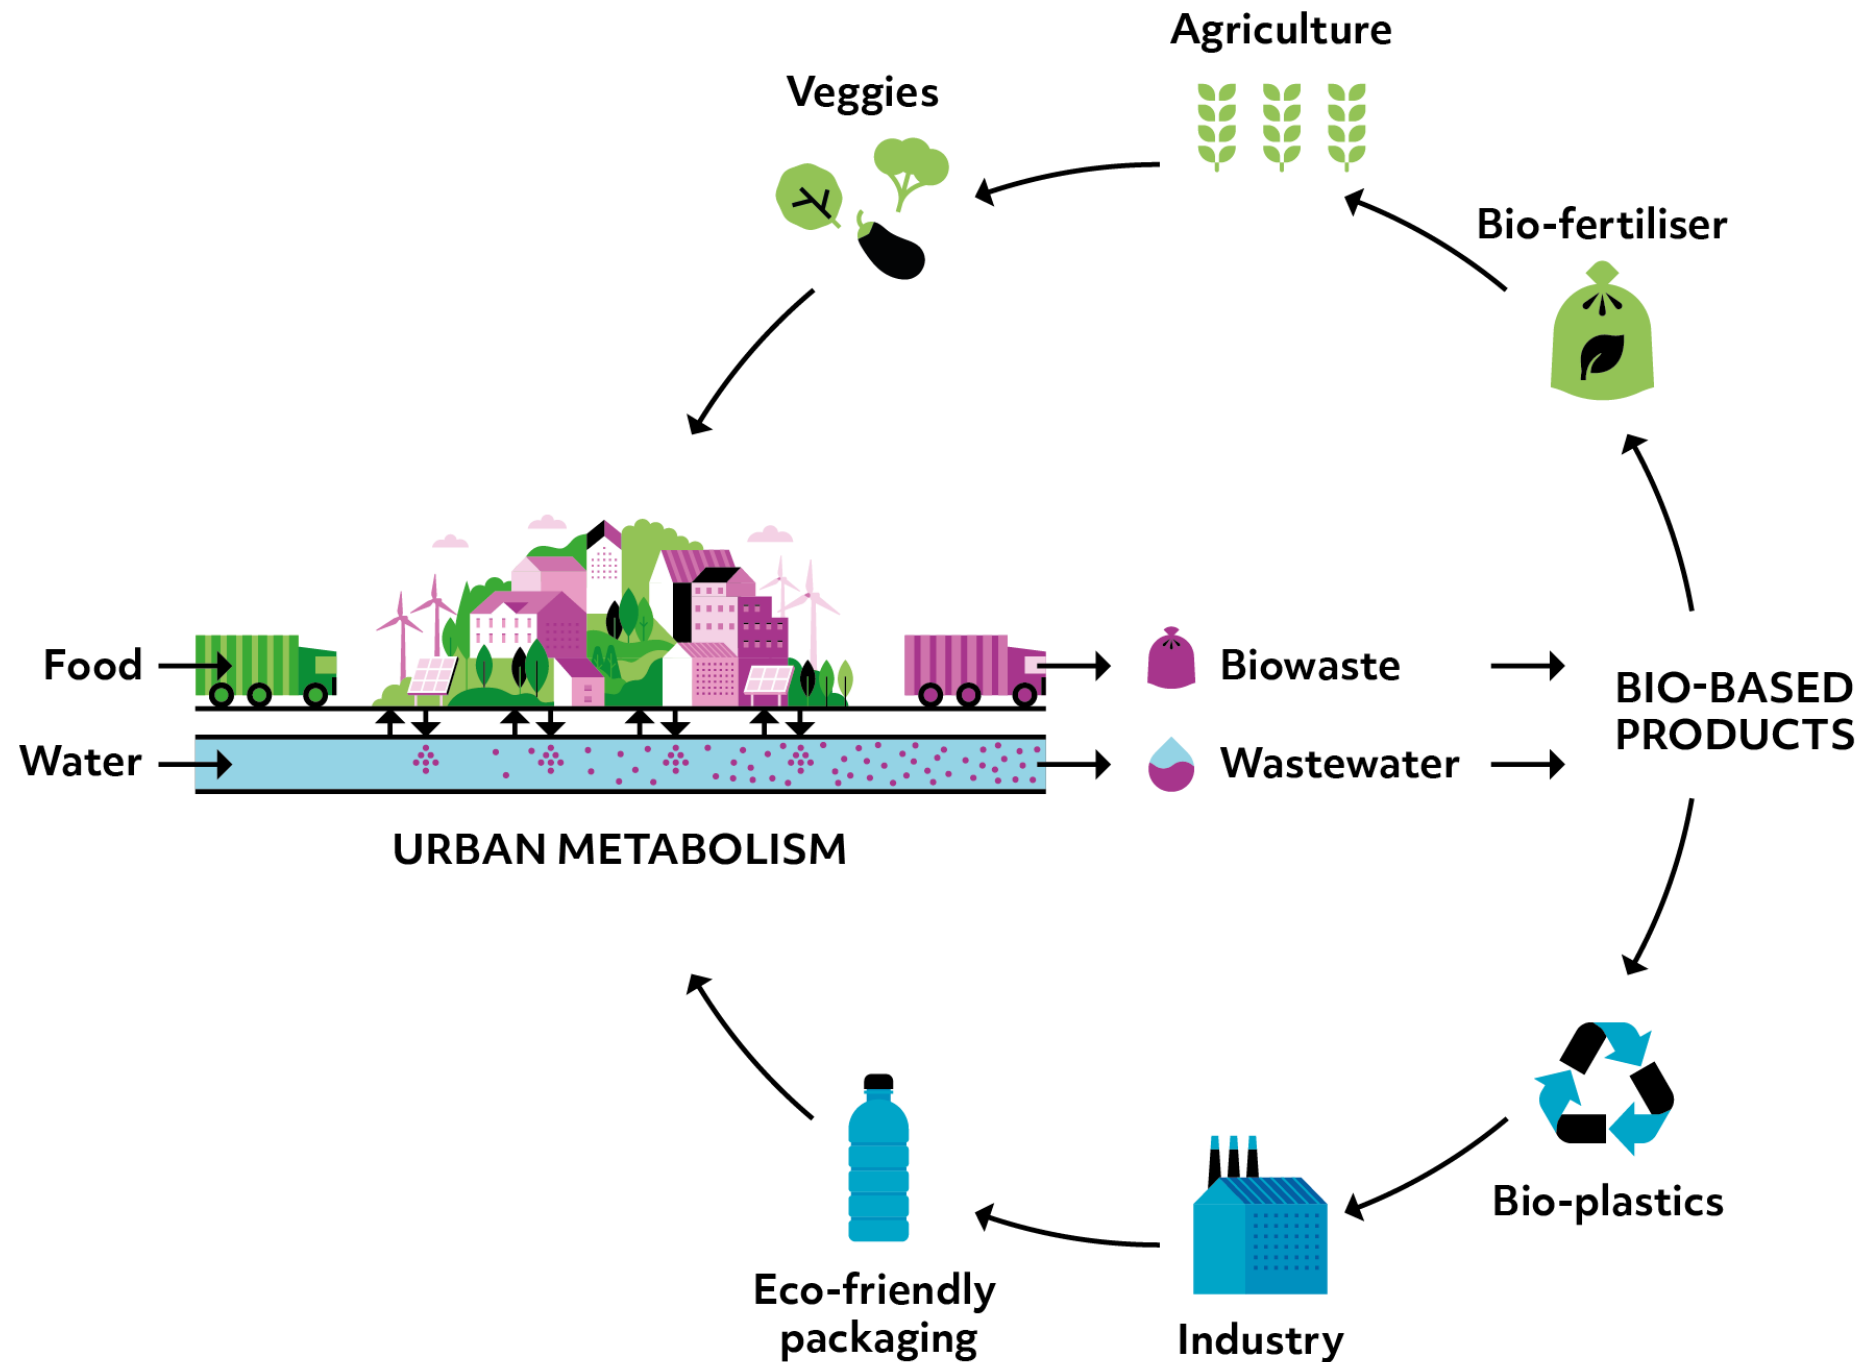 Agriculture
Veggies
Bio-fertiliser
Food
Biowaste
BIO-BASED
PRODUCTS
Water
Wastewater
URBAN METABOLISM
Bio-plastics
Eco-friendly
packaging
Industry